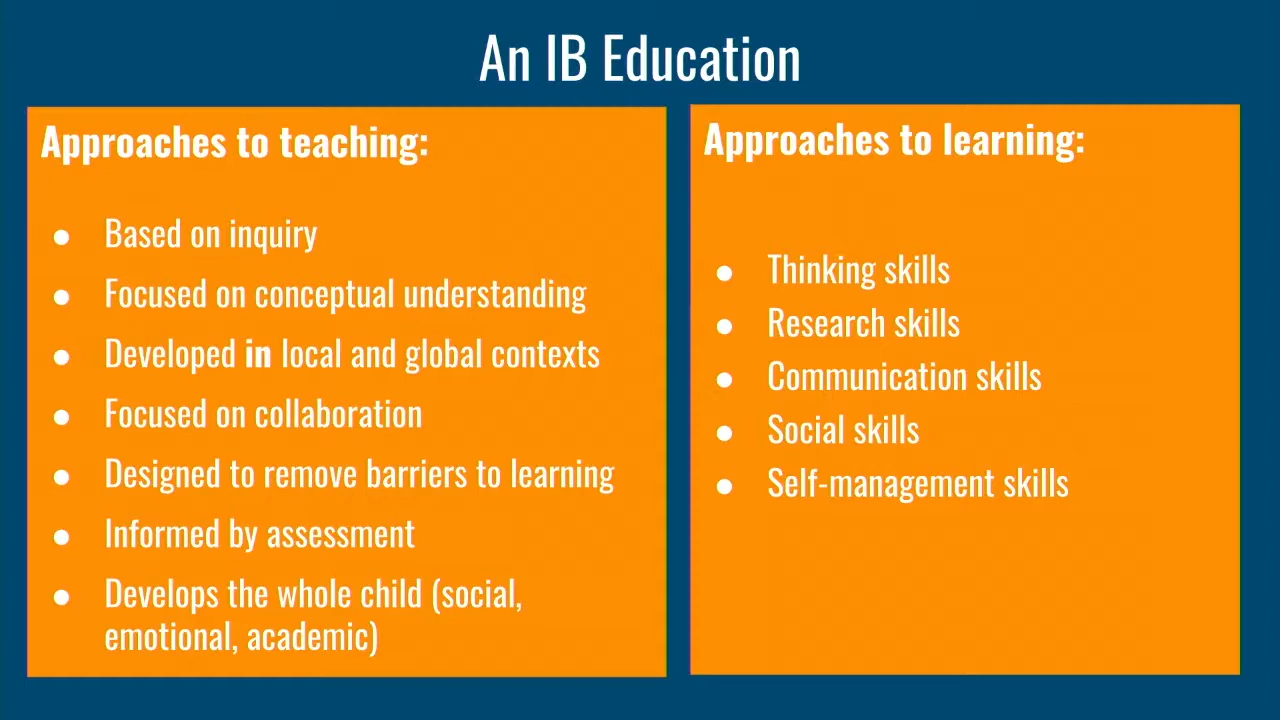 An IB Education
Approaches to teaching:
● Based on inquiry
● Focused on conceptual understanding
● Developed in local and global contexts
● Focused on collaboration
● Designed to remove barriers to learning
● Informed by assessment
● Develops the whole child (social,
emotional, academic)
Approaches to learning:
● Thinking skills
● Research skills
● Communication skills
● Social skills
● Self-management skills